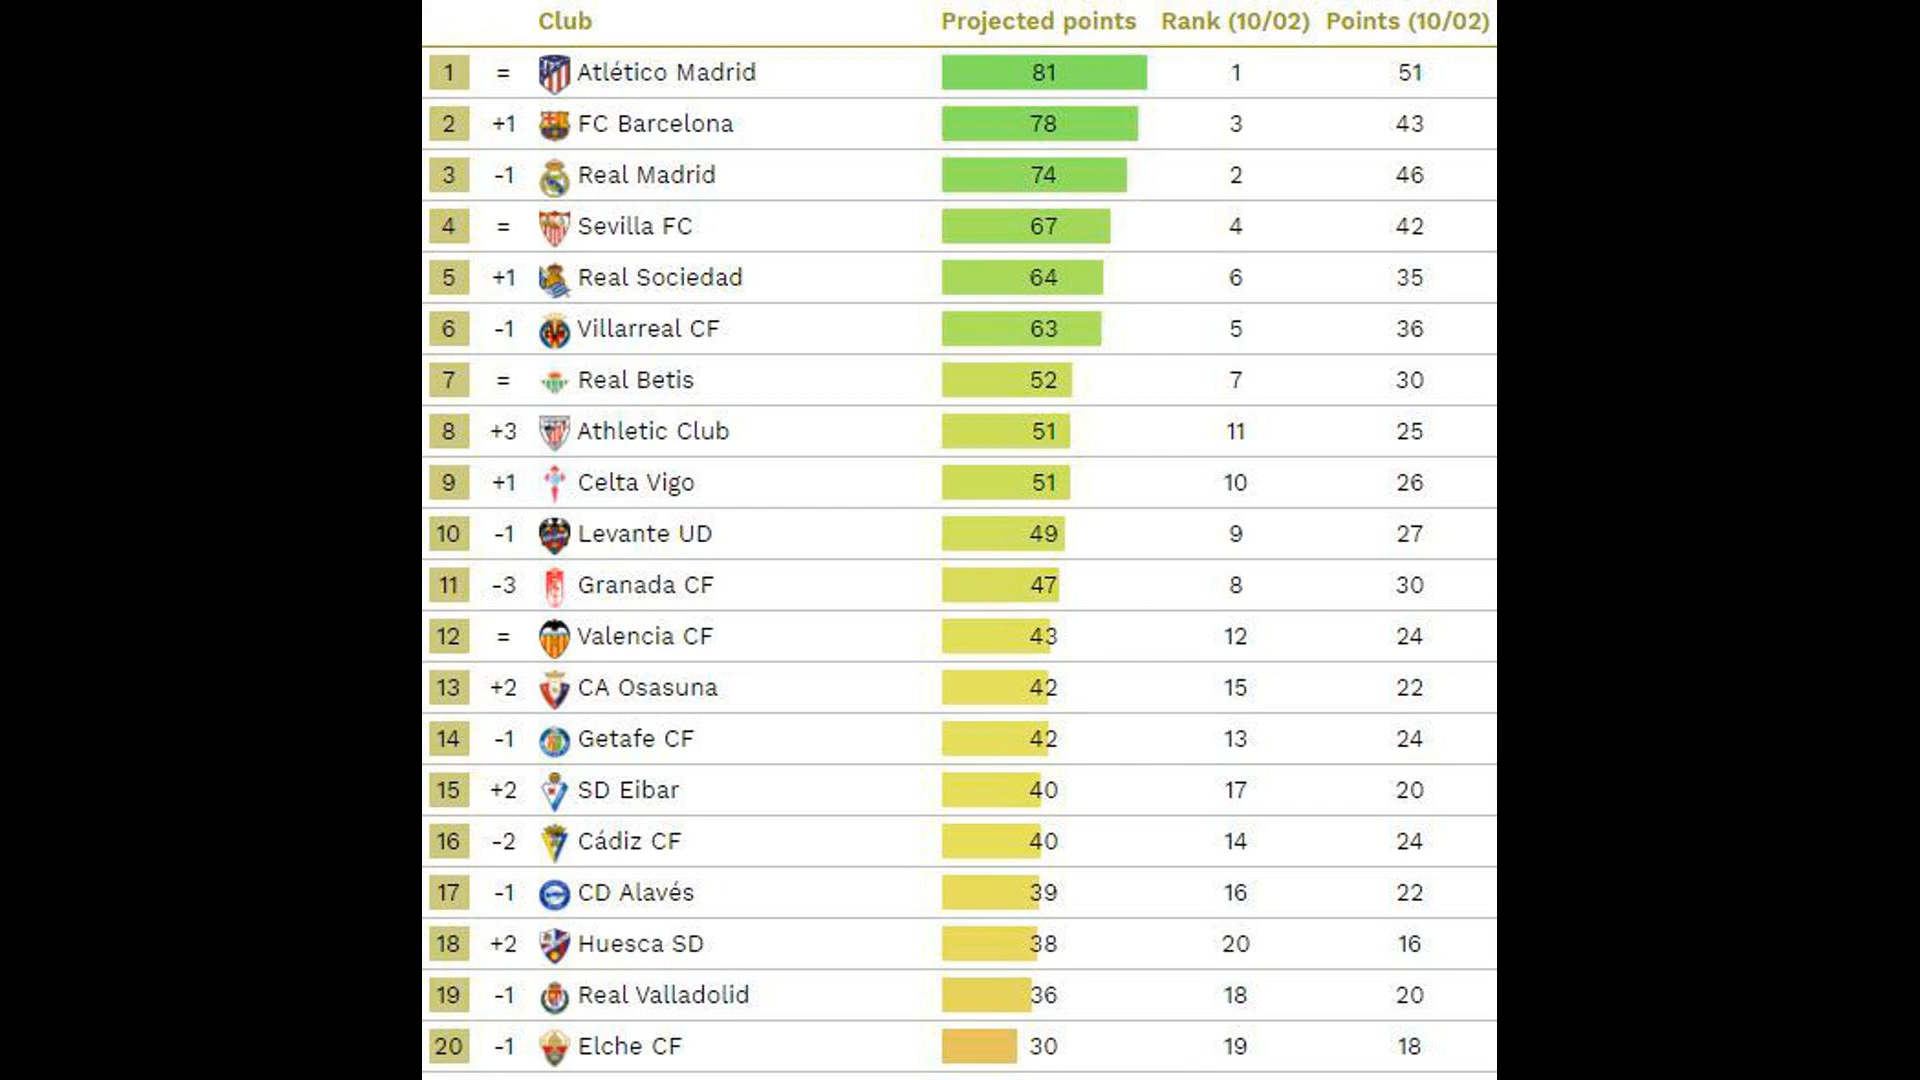 Club Projected points Rank (10/02) Points (10/02)
1 = Atlético Madrid 81 1 51
2 +1 FC Barcelona 78 3 43
3 -1 Real Madrid 74 2 46
4 = Sevilla FC 67 4 42
5 +1 Real Sociedad 64 6 35
6 -1 Villarreal CF 63 5 36
7 = Real Betis 52 7 30
8 +3 Athletic Club 51 11 25
9 +1 Celta Vigo 51 10 26
10 -1 Levante UD 49 9 27
11 -3 Granada CF 47 8 30
12 = Valencia CF 43 12 24
13 +2 CA Osasuna 42 15 22
14 -1 Getafe CF 42 13 24
15 +2 SD Eibar 40 17 20
16 -2 Cádiz CF 40 14 24
17 -1 CD Alavés 39 16 22
18 +2 Huesca SD 38 20 16
19 -1 Real Valladolid 36 18 20
20 -1 Elche CF 30 19 18